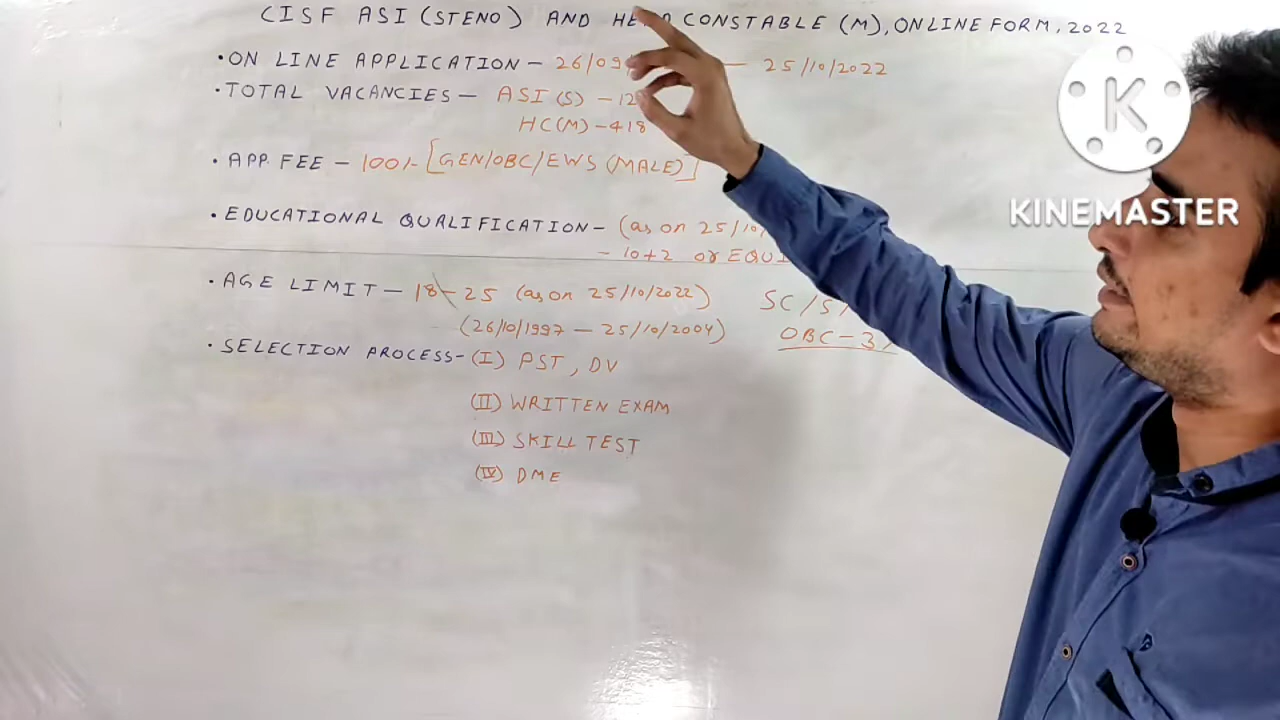 CISF ASI (STENO) AND CONSTABLE (M), ONLINE FORM, 2022
• ON LINE APPLICATION – 26/09 — 25/10/2022
• TOTAL VACANCIES – ASI (S) – 12
HC(M) – 418
• APP. FEE – 100/- [GEN/OBC/EWS (MALE)]
• EDUCATIONAL QUALIFICATION – (as on 25/10/
– 10+2 or EQUI
• AGE LIMIT – 18 – 25 (as on 25/10/2022) SC/S
(26/10/1997 — 25/10/2004) OBC – 3
• SELECTION PROCESS – (I) PST, DV
(II) WRITTEN EXAM
(III) SKILL TEST
(IV) DME
K
KINEMASTER